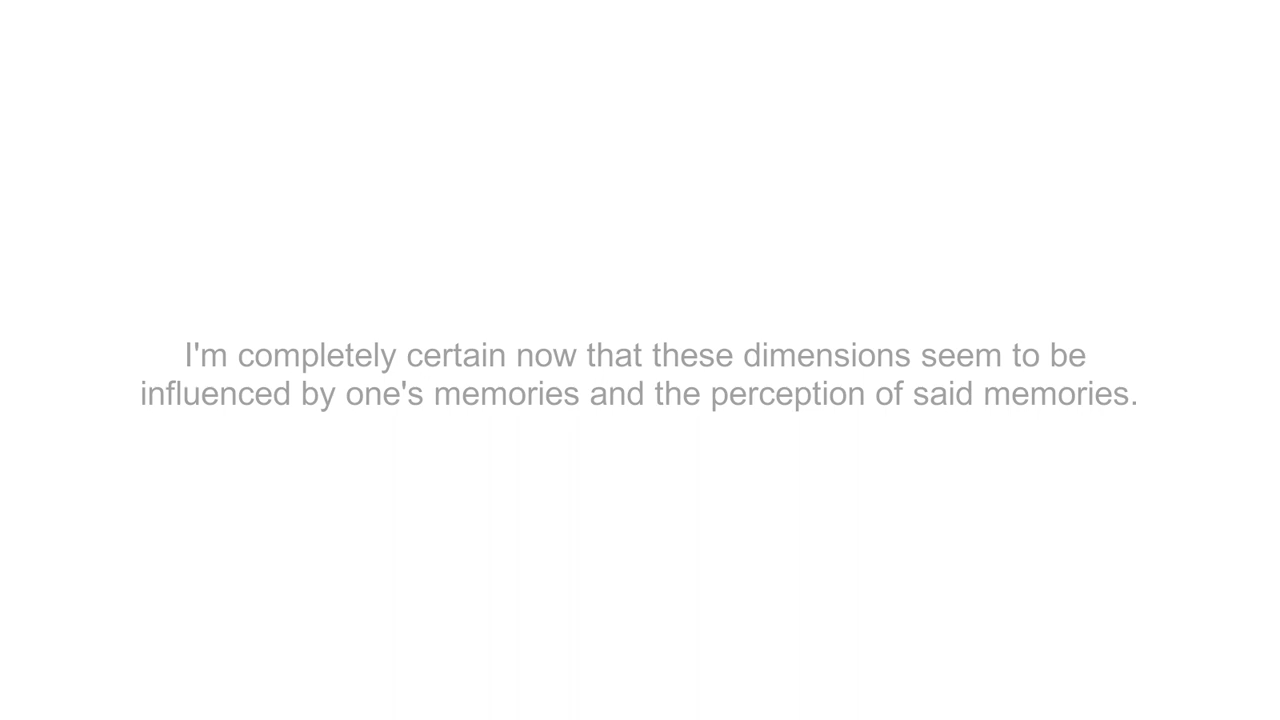 I'm completely certain now that these dimensions seem to be
influenced by one's memories and the perception of said memories.